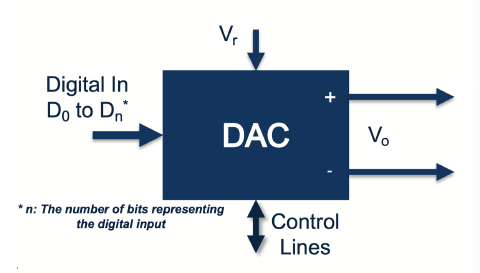 Vr
Digital In
D0 to Dn*
+
DAC
Vo
-
* n: The number of bits representing
the digital input
Control
Lines